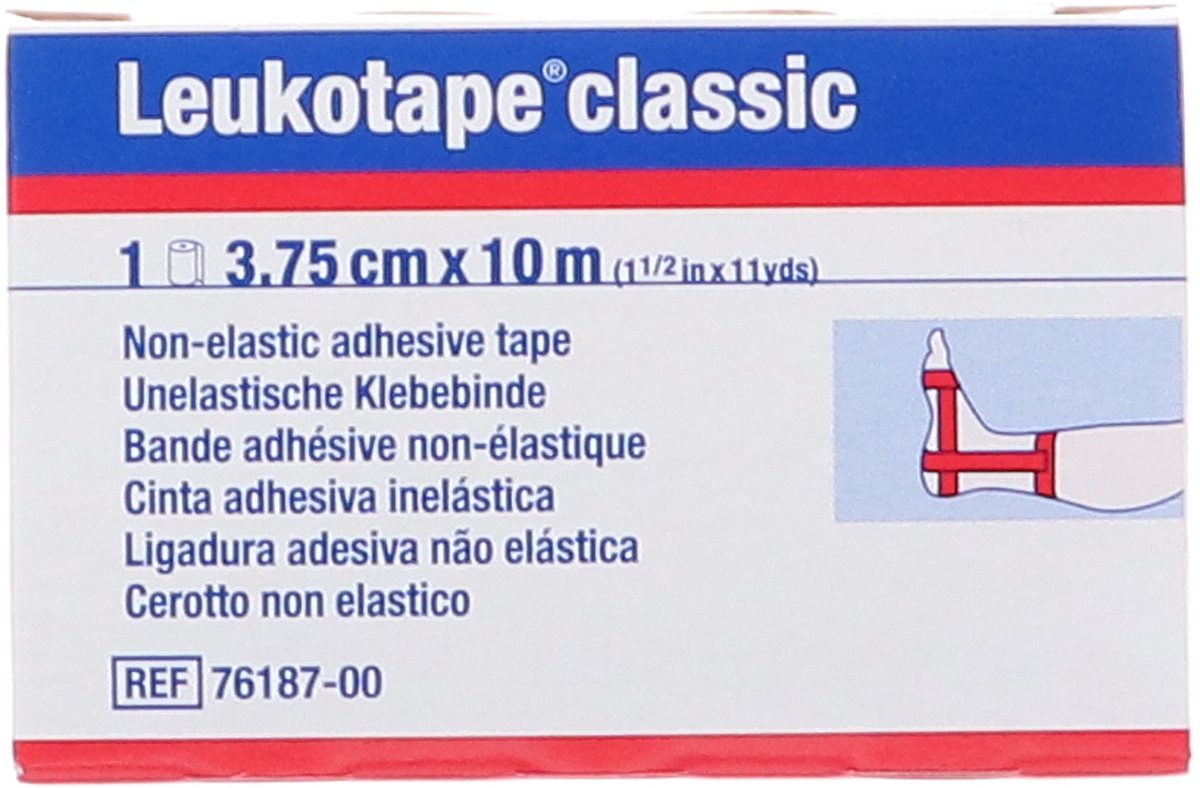 Leukotape® classic
1 3.75 cm x 10 m (1 1/2 in x 11 yds)
Non-elastic adhesive tape
Unelastische Klebebinde
Bande adhésive non-élastique
Cinta adhesiva inelástica
Ligadura adesiva não elástica
Cerotto non elastico
REF 76187-00